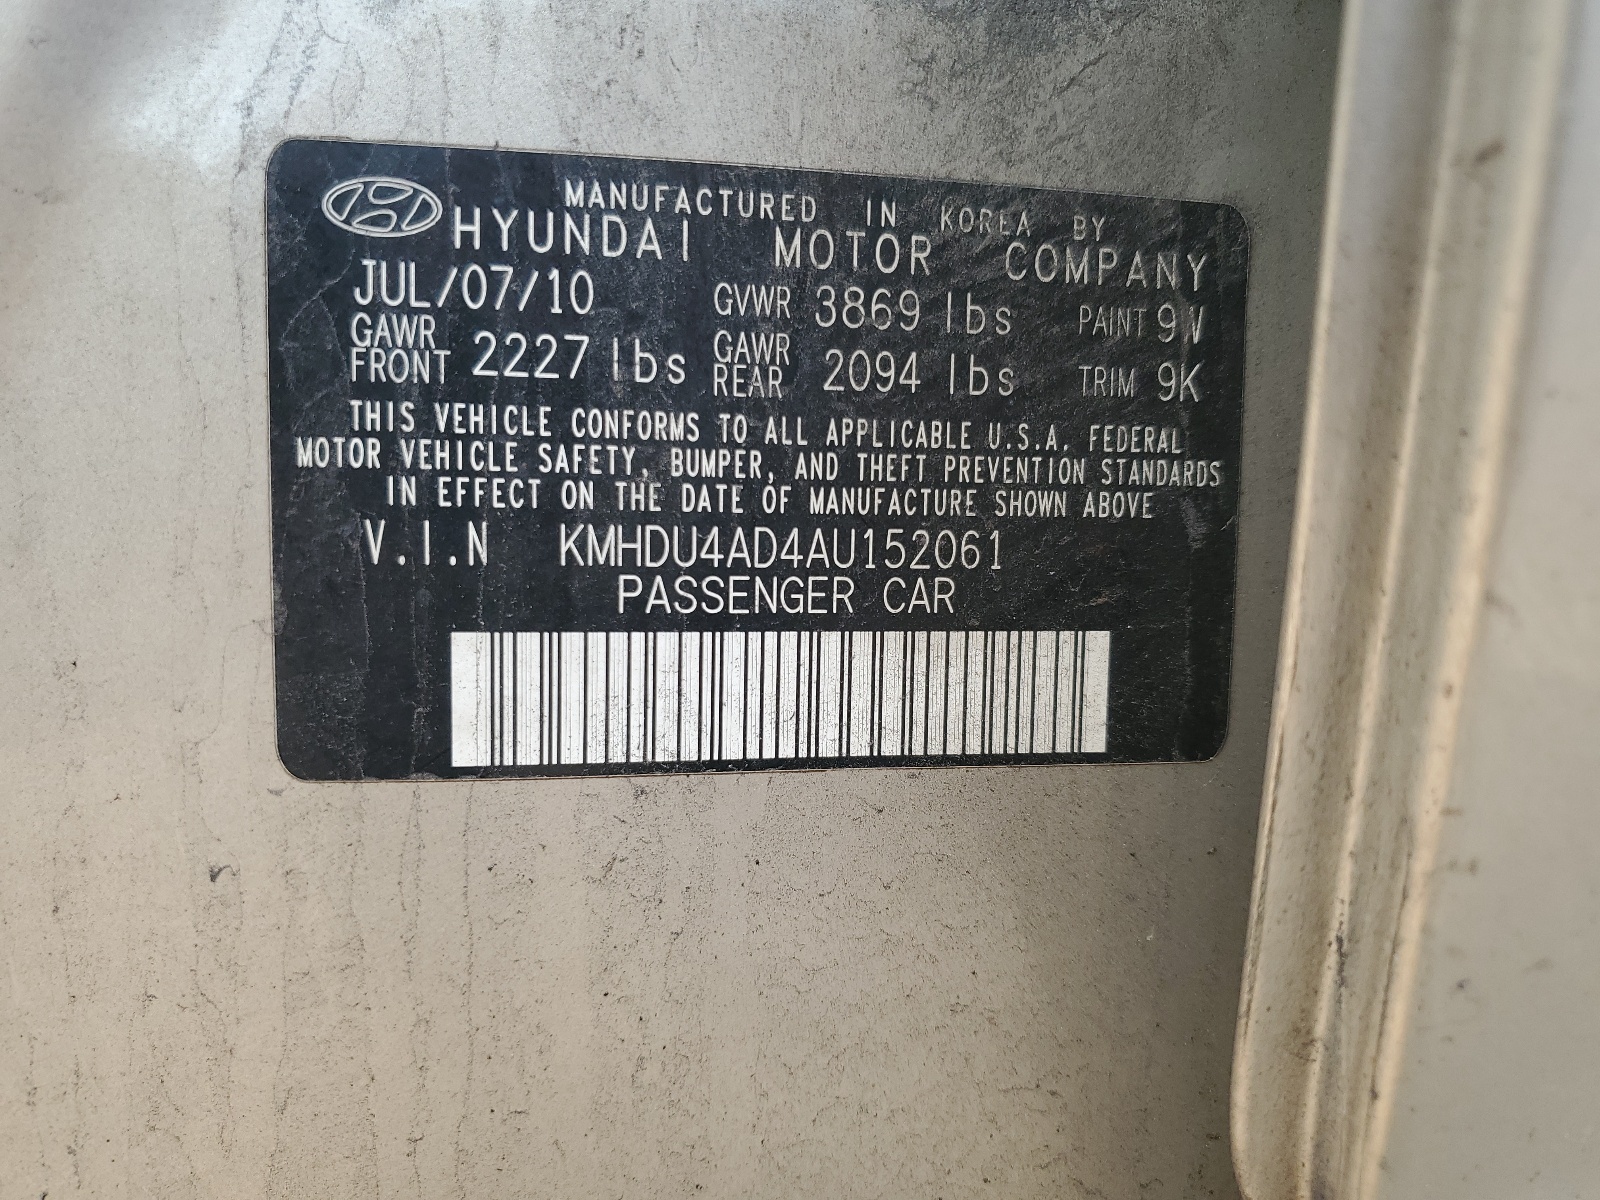 MANUFACTURED IN KOREA BY
HYUNDAI MOTOR COMPANY
JUL/07/10 GVWR 3869 lbs PAINT 9V
GAWR FRONT 2227 lbs GAWR REAR 2094 lbs TRIM 9K
THIS VEHICLE CONFORMS TO ALL APPLICABLE U.S.A. FEDERAL
MOTOR VEHICLE SAFETY, BUMPER, AND THEFT PREVENTION STANDARDS
IN EFFECT ON THE DATE OF MANUFACTURE SHOWN ABOVE
V.I.N KMHDU4AD4AU152061
PASSENGER CAR